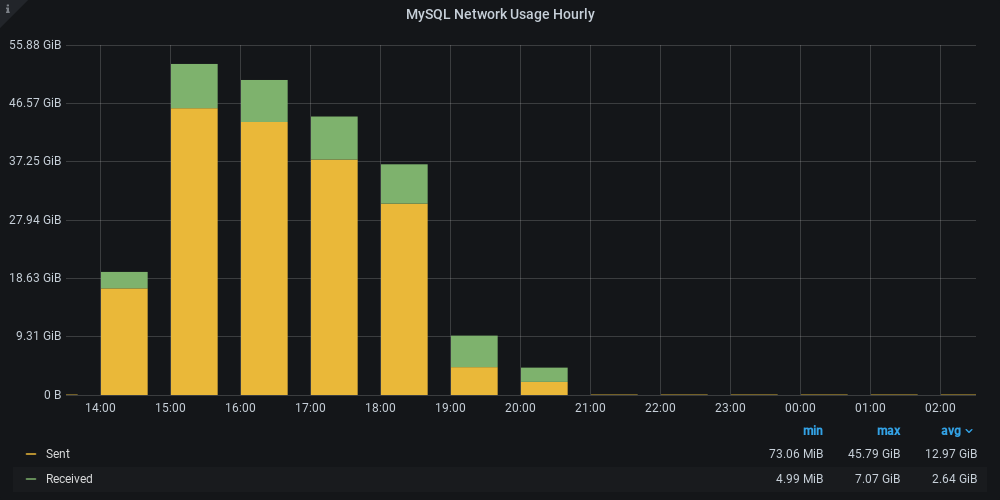 i
MySQL Network Usage Hourly
55.88 GiB
46.57 GiB
37.25 GiB
27.94 GiB
18.63 GiB
9.31 GiB
0 B
14:00 15:00 16:00 17:00 18:00 19:00 20:00 21:00 22:00 23:00 00:00 01:00 02:00
min max avg
Sent 73.06 MiB 45.79 GiB 12.97 GiB
Received 4.99 MiB 7.07 GiB 2.64 GiB